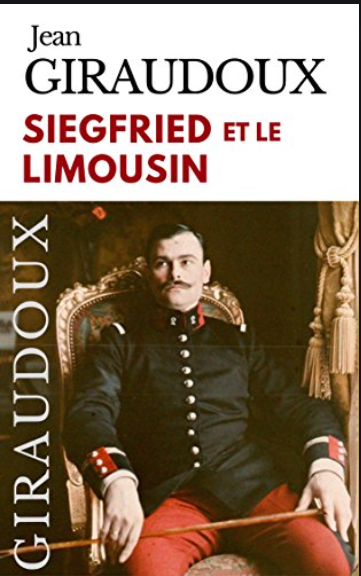 Jean
GIRAUDOUX
SIEGFRIED ET LE
LIMOUSIN
GIRAUDOUX